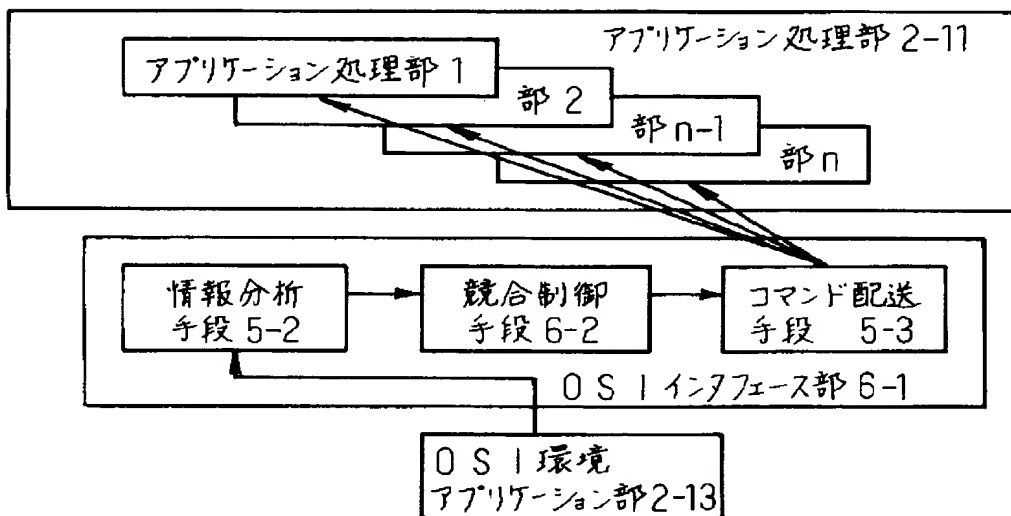 アプリケーション処理部 2-11
アプリケーション処理部 1
部 2
部 n-1
部 n
情報分析
手段 5-2
競合制御
手段 6-2
コマンド配送
手段 5-3
OSIインタフェース部 6-1
OSI環境
アプリケーション部 2-13